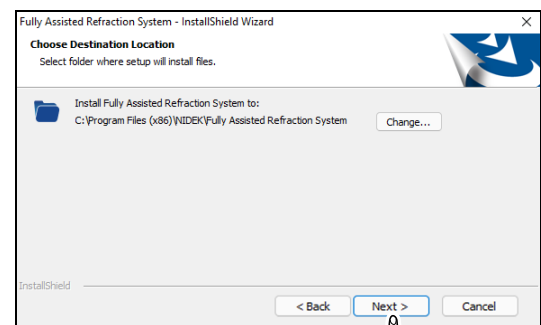 Fully Assisted Refraction System - InstallShield Wizard
Choose Destination Location
Select folder where setup will install files.
Install Fully Assisted Refraction System to:
C:\Program Files (x86)\NIDEK\Fully Assisted Refraction System
Change...
InstallShield
< Back
Next >
Cancel